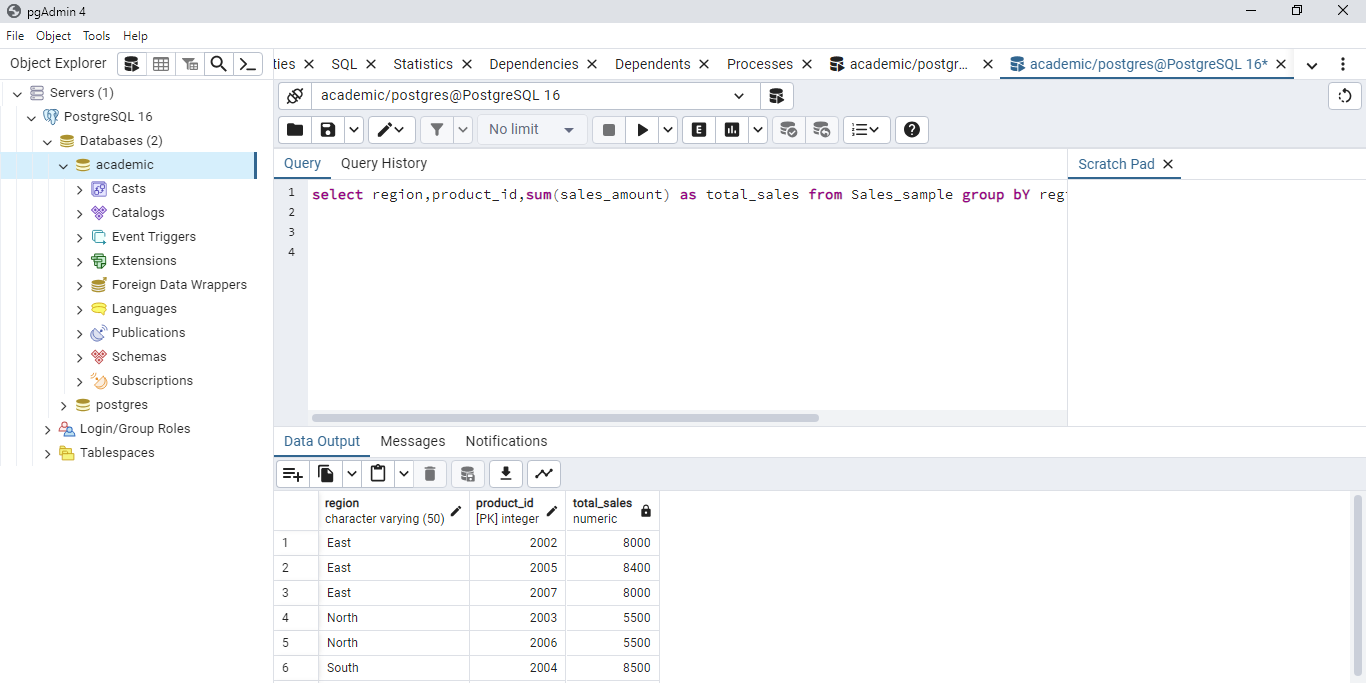 pgAdmin 4
File Object Tools Help
Object Explorer
ties SQL Statistics Dependencies Dependents Processes academic/postgr... academic/postgres@PostgreSQL 16*
Servers (1)
PostgreSQL 16
Databases (2)
academic
Casts
Catalogs
Event Triggers
Extensions
Foreign Data Wrappers
Languages
Publications
Schemas
Subscriptions
postgres
Login/Group Roles
Tablespaces
academic/postgres@PostgreSQL 16
No limit
E
Query Query History
Scratch Pad
1 select region,product_id,sum(sales_amount) as total_sales from Sales_sample group bY reg
2
3
4
Data Output Messages Notifications
region product_id total_sales
character varying (50) [PK] integer numeric
1 East 2002 8000
2 East 2005 8400
3 East 2007 8000
4 North 2003 5500
5 North 2006 5500
6 South 2004 8500